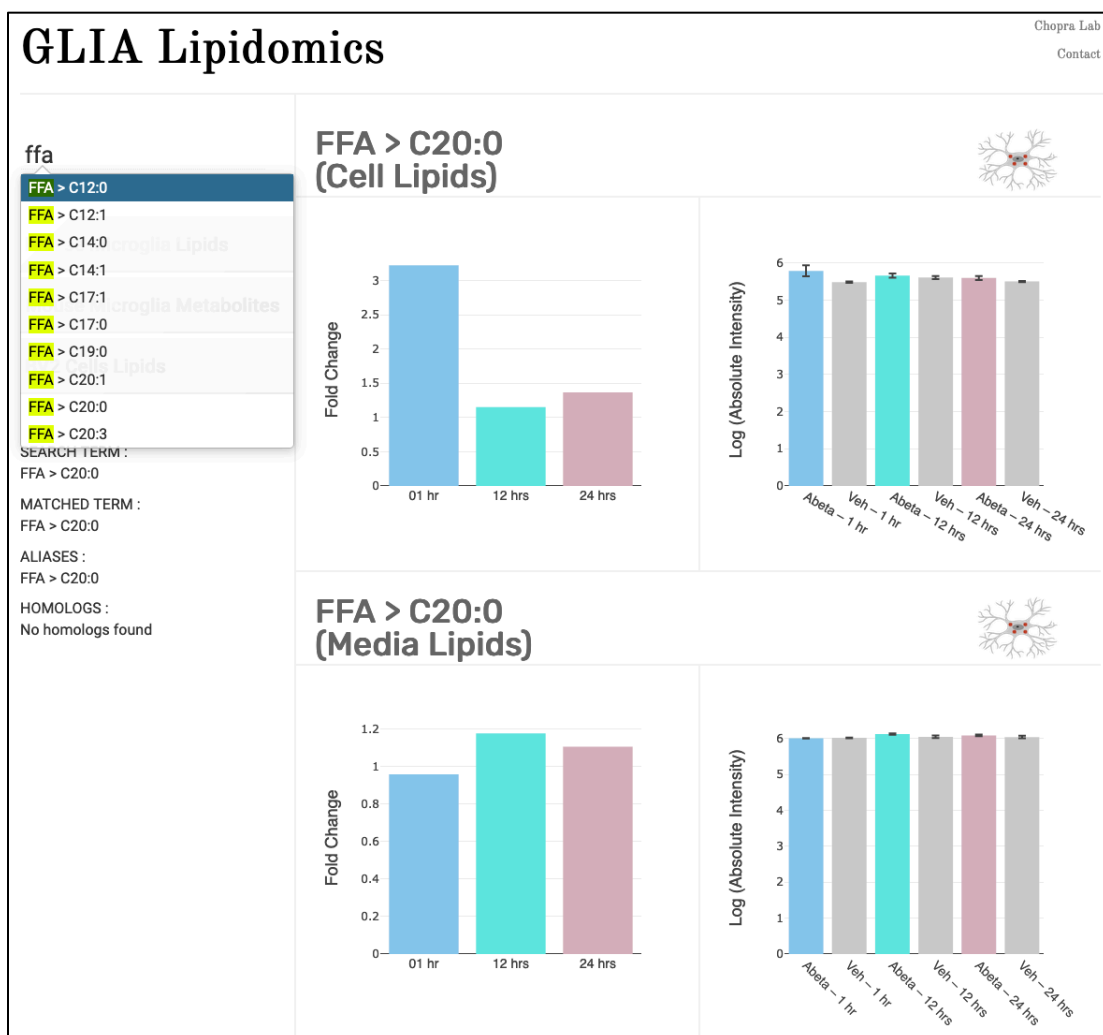 GLIA Lipidomics
Chopra Lab
Contact
ffa
FFA > C12:0
FFA > C12:1
FFA > C14:0
FFA > C14:1
FFA > C17:1
FFA > C17:0
FFA > C19:0
FFA > C20:1
FFA > C20:0
FFA > C20:3
Microglia Lipids
Microglia Metabolites
Cells Lipids
SEARCH TERM :
FFA > C20:0
MATCHED TERM :
FFA > C20:0
ALIASES :
FFA > C20:0
HOMOLOGS :
No homologs found
FFA > C20:0
(Cell Lipids)
Fold Change
3
2.5
2
1.5
1
0.5
0
01 hr
12 hrs
24 hrs
Log (Absolute Intensity)
6
5
4
3
2
1
0
Abeta – 1 hr
Veh – 1 hr
Abeta – 12 hrs
Veh – 12 hrs
Abeta – 24 hrs
Veh – 24 hrs
FFA > C20:0
(Media Lipids)
Fold Change
1.2
1
0.8
0.6
0.4
0.2
0
01 hr
12 hrs
24 hrs
Log (Absolute Intensity)
6
5
4
3
2
1
0
Abeta – 1 hr
Veh – 1 hr
Abeta – 12 hrs
Veh – 12 hrs
Abeta – 24 hrs
Veh – 24 hrs